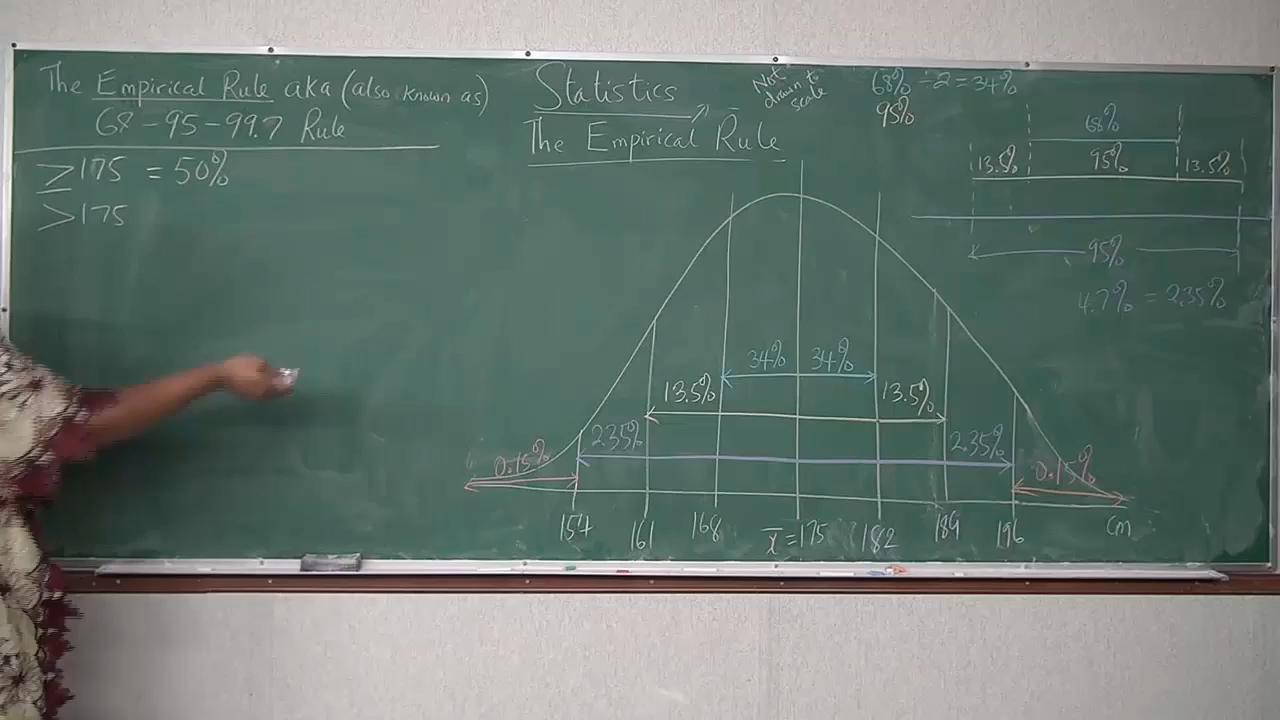 The Empirical Rule aka (also known as)
68 - 95 - 99.7 Rule
≥175 = 50%
>175
Statistics
The Empirical Rule
Not drawn to scale
68% ÷ 2 = 34%
95%
68%
13.5% 95% 13.5%
95%
4.7% = 2.35%
34% 34%
13.5% 13.5%
2.35% 2.35%
0.15% 0.15%
154 161 168 x̄ = 175 182 189 196 cm